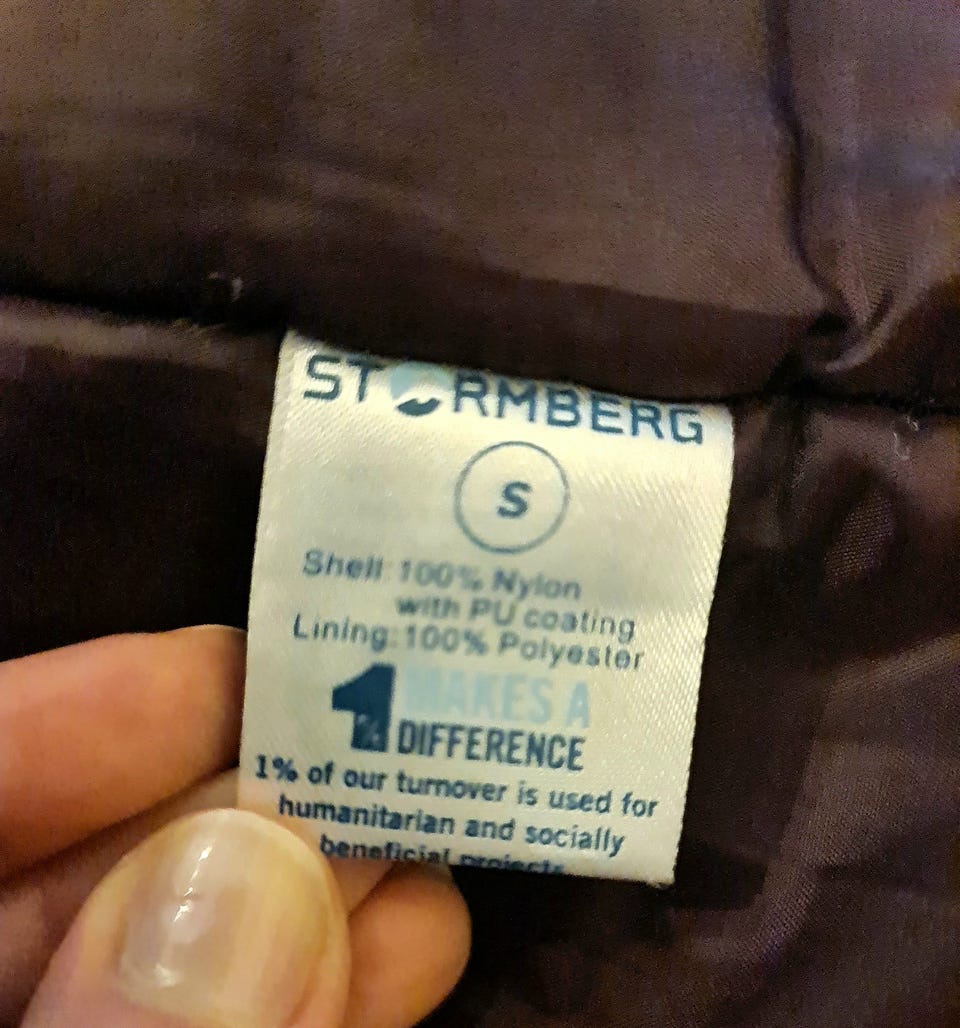 STORMBERG
S
Shell: 100% Nylon
with PU coating
Lining: 100% Polyester
1% MAKES A
DIFFERENCE
1% of our turnover is used for
humanitarian and socially
beneficial projects